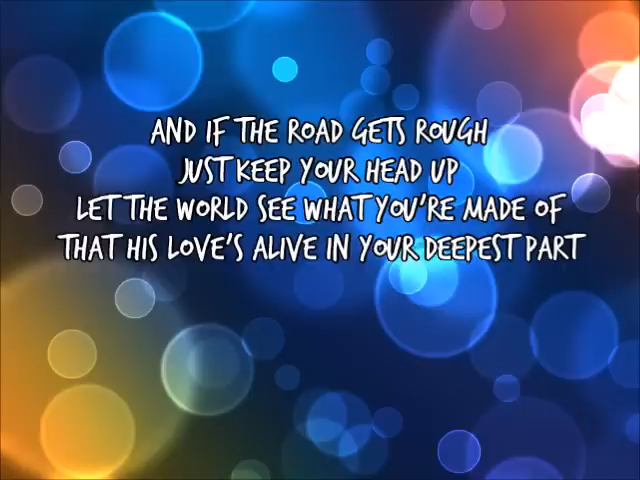 AND IF THE ROAD GETS ROUGH
JUST KEEP YOUR HEAD UP
LET THE WORLD SEE WHAT YOU'RE MADE OF
THAT HIS LOVE'S ALIVE IN YOUR DEEPEST PART